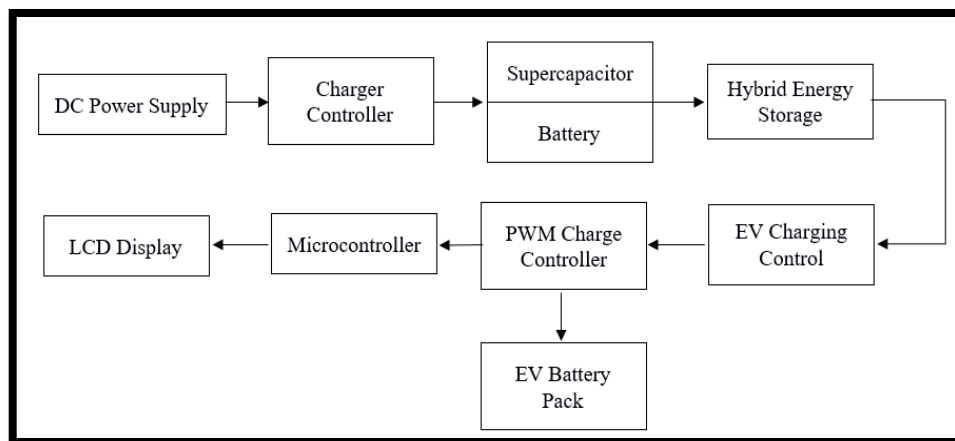 DC Power Supply
Charger
Controller
Supercapacitor
Battery
Hybrid Energy
Storage
LCD Display
Microcontroller
PWM Charge
Controller
EV Charging
Control
EV Battery
Pack